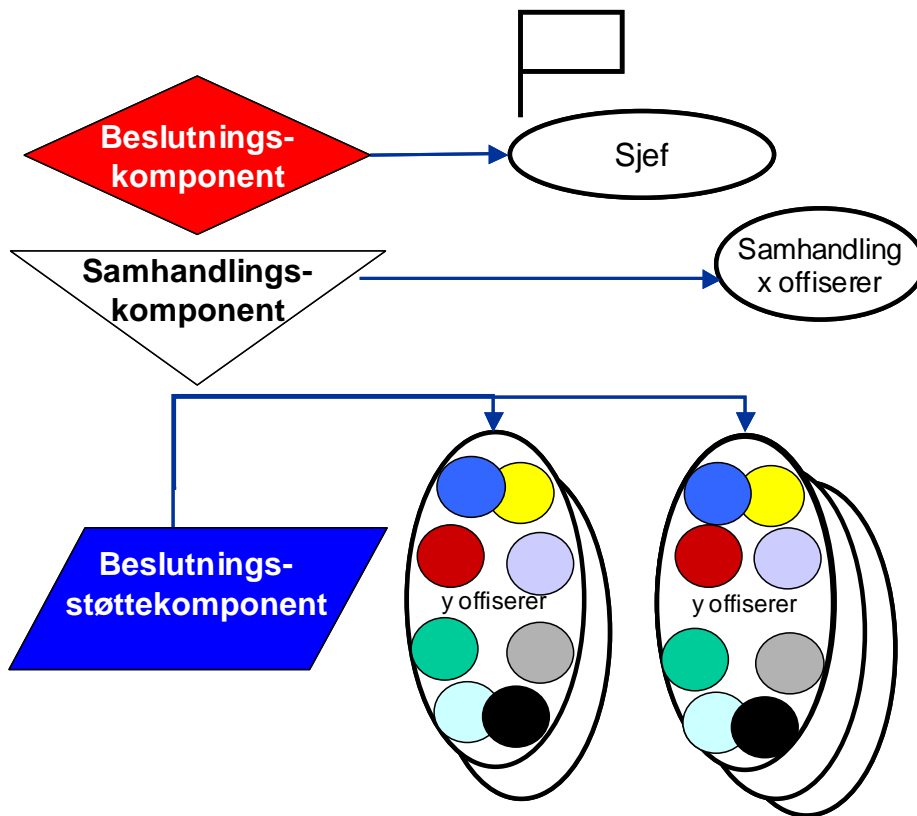 Beslutnings-
komponent
Sjef
Samhandlings-
komponent
Samhandling
x offiserer
Beslutnings-
støttekomponent
y offiserer
y offiserer